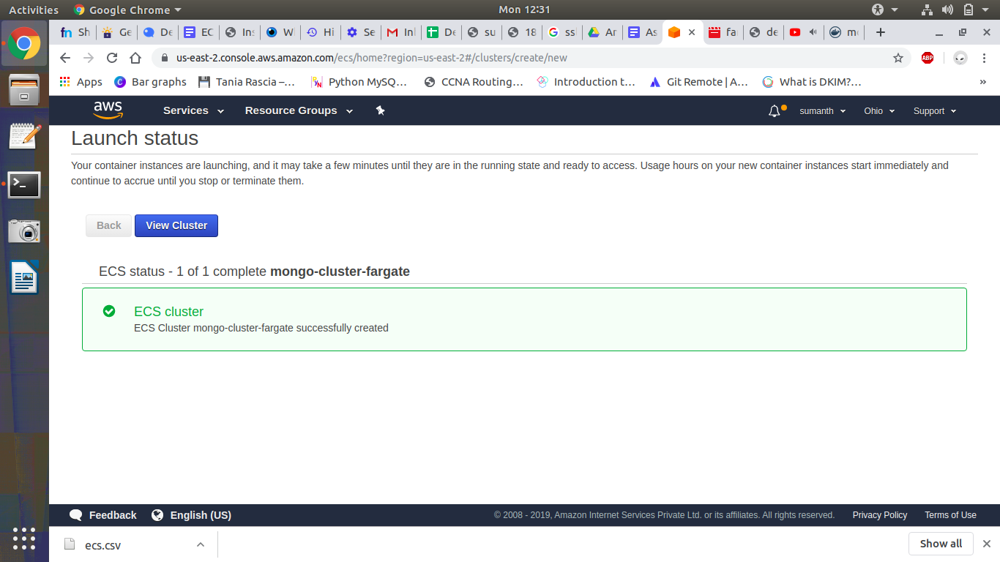 Activities Google Chrome Mon 12:31
Sh Ge De EC Ins W Hi Se In De su 18 ssl Ar As fa de
us-east-2.console.aws.amazon.com/ecs/home?region=us-east-2#/clusters/create/new
ABP
Apps Bar graphs Tania Rascia –... Python MySQ... CCNA Routing... Introduction t... Git Remote | A... What is DKIM?... »
aws Services Resource Groups sumanth Ohio Support
Launch status
Your container instances are launching, and it may take a few minutes until they are in the running state and ready to access. Usage hours on your new container instances start immediately and
continue to accrue until you stop or terminate them.
Back View Cluster
ECS status - 1 of 1 complete mongo-cluster-fargate
ECS cluster
ECS Cluster mongo-cluster-fargate successfully created
Feedback English (US) © 2008 - 2019, Amazon Internet Services Private Ltd. or its affiliates. All rights reserved. Privacy Policy Terms of Use
ecs.csv Show all